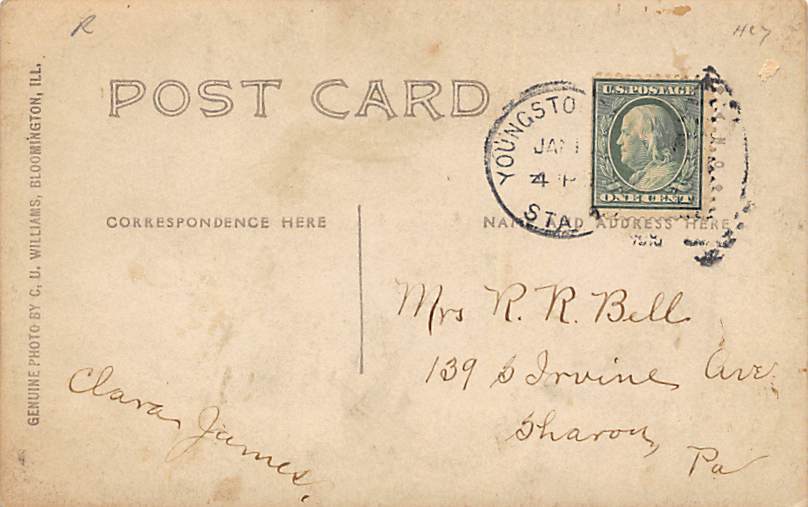 R
POST CARD
GENUINE PHOTO BY C. U. WILLIAMS, BLOOMINGTON, ILL.
CORRESPONDENCE HERE
NAME AND ADDRESS HERE
YOUNGSTO
JAN
4 P
STA
U.S. POSTAGE
ONE CENT
Mrs R. R. Bell
139 S Irvine Ave
Sharon,
Pa
Clara James.